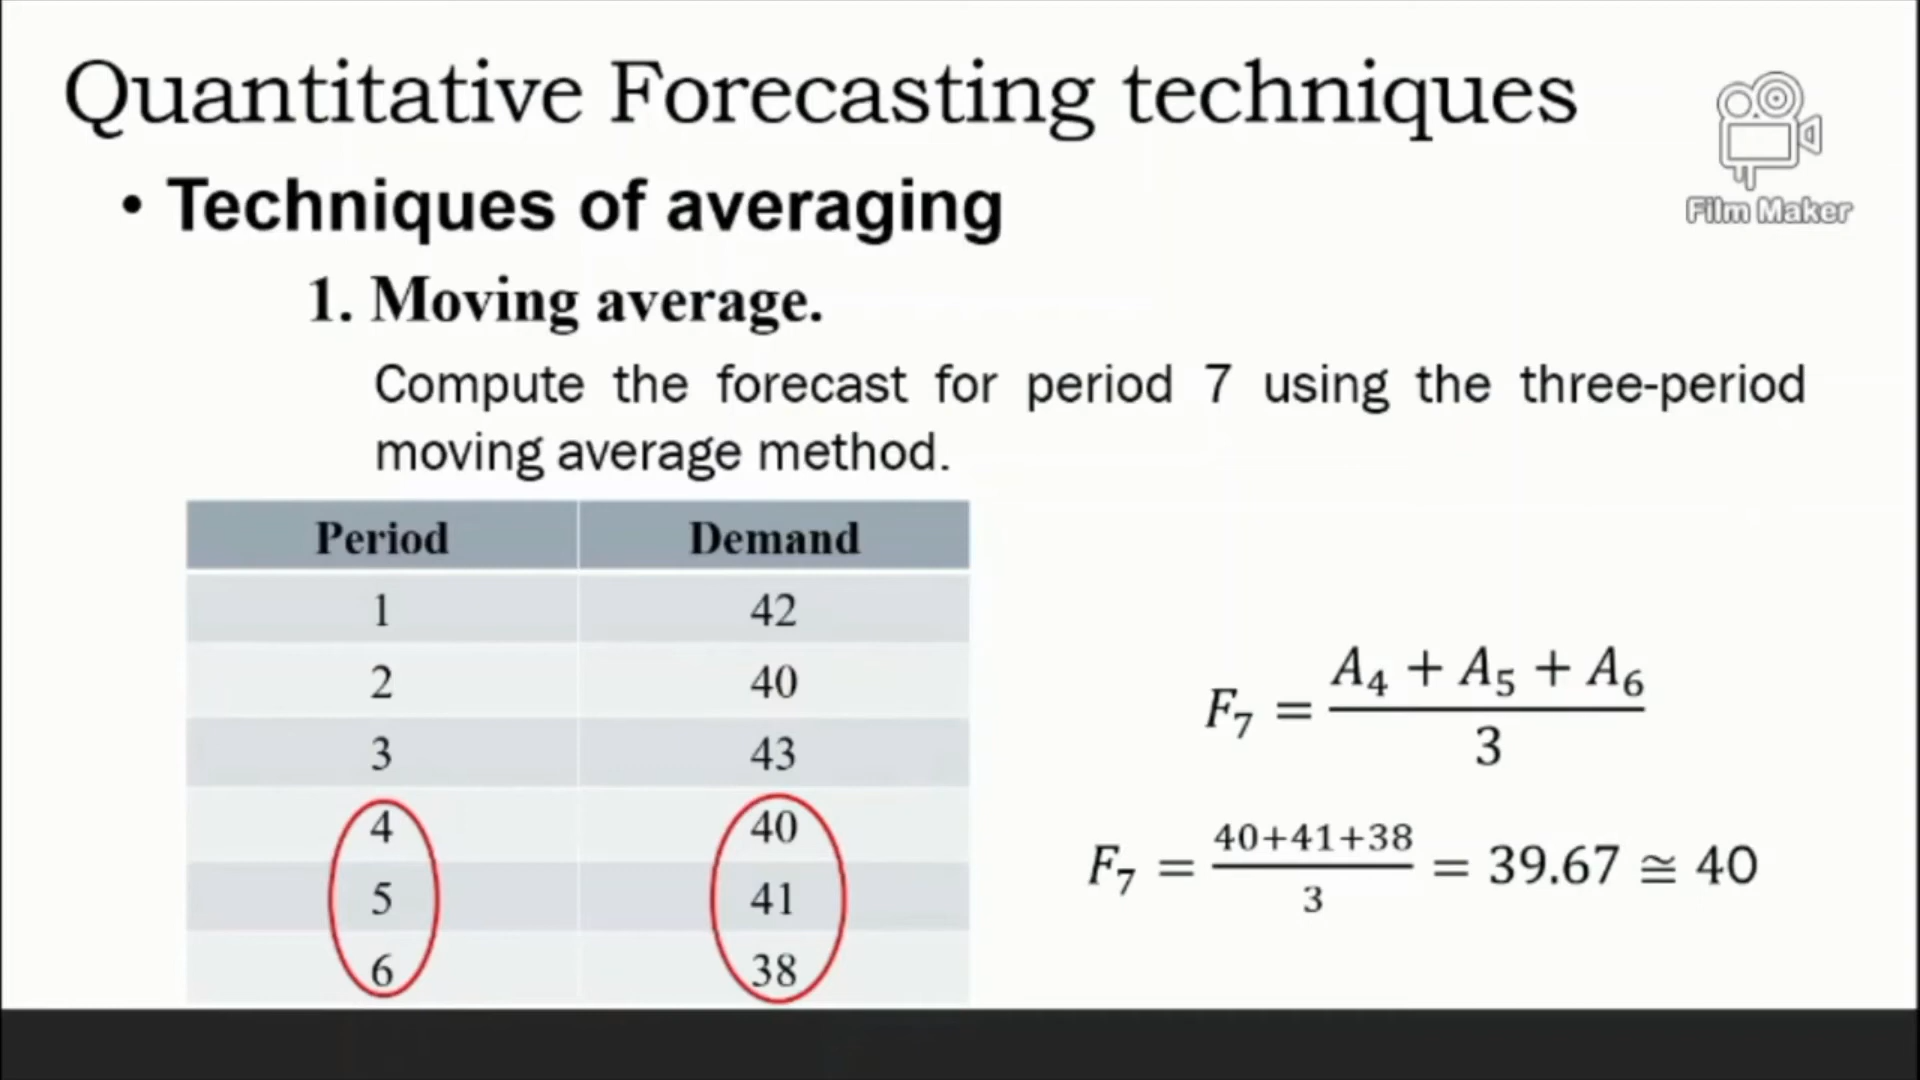 Quantitative Forecasting techniques
Film Maker
• Techniques of averaging
1. Moving average.
Compute the forecast for period 7 using the three-period
moving average method.
Period Demand
1 42
2 40
3 43
4 40
5 41
6 38
F₇ = (A₄ + A₅ + A₆) / 3
F₇ = (40+41+38) / 3 = 39.67 ≅ 40